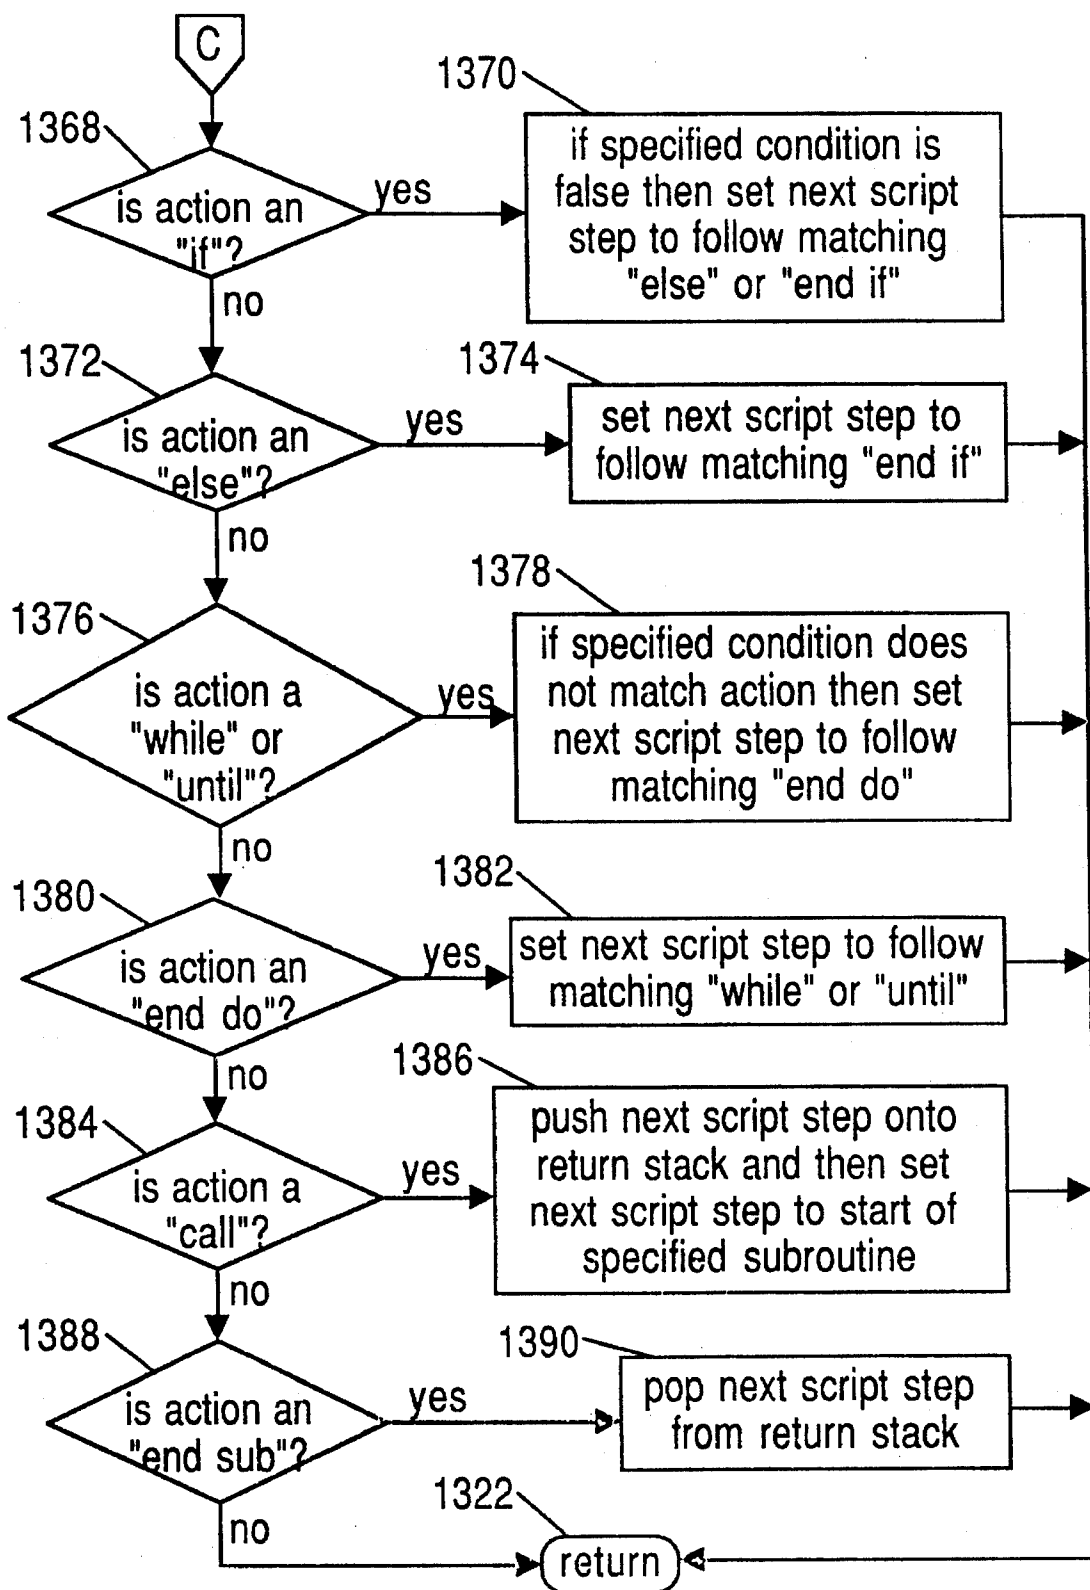 C
1370
1368
if specified condition is
false then set next script
step to follow matching
"else" or "end if"
is action an
"if"?
yes
no
1372
1374
is action an
"else"?
yes
set next script step to
follow matching "end if"
no
1378
1376
if specified condition does
not match action then set
next script step to follow
matching "end do"
is action a
"while" or
"until"?
yes
no
1382
1380
is action an
"end do"?
yes
set next script step to follow
matching "while" or "until"
no
1386
1384
is action a
"call"?
yes
push next script step onto
return stack and then set
next script step to start of
specified subroutine
no
1388
1390
is action an
"end sub"?
yes
pop next script step
from return stack
no
1322
return